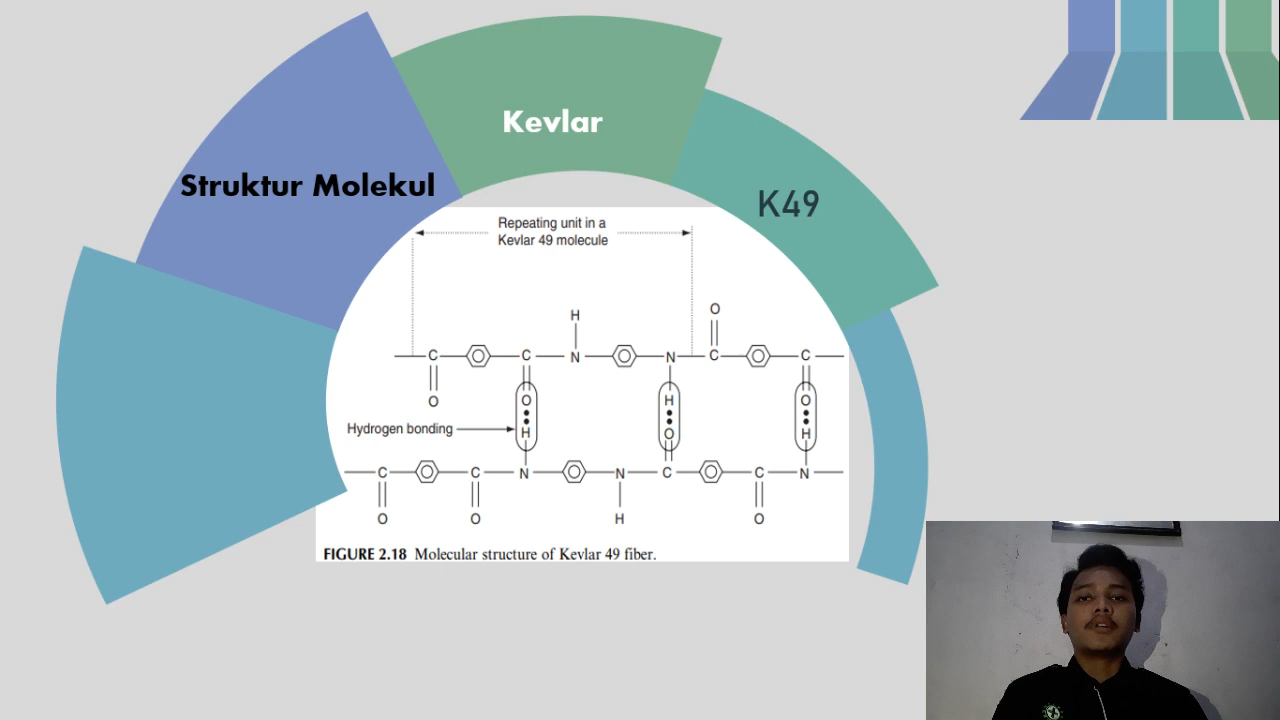 Struktur Molekul
Kevlar
K49
Repeating unit in a
Kevlar 49 molecule
O
H
C C N N C C
O O H O
Hydrogen bonding
H O H
C C N N C C N
O O H O
FIGURE 2.18 Molecular structure of Kevlar 49 fiber.